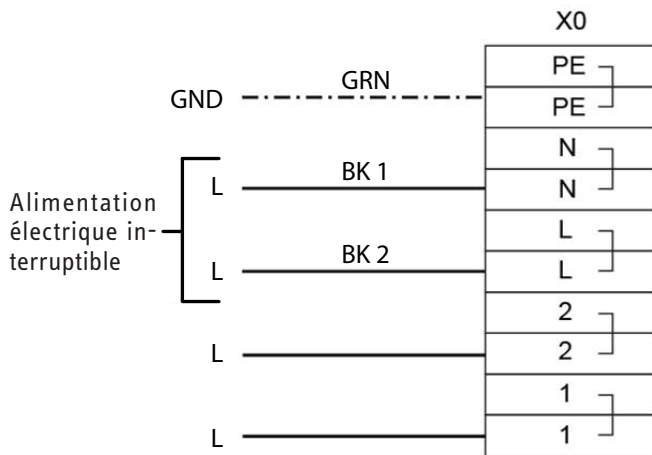 X0
PE
GND GRN PE
N
L BK 1 N
Alimentation
électrique in-
terruptible
L
L BK 2 L
2
L 2
1
L 1